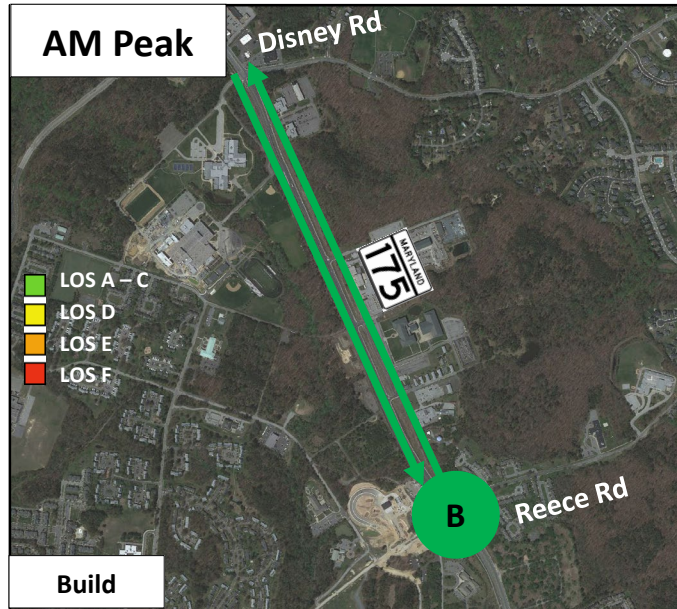 AM Peak
Disney Rd
MARYLAND
175
LOS A – C
LOS D
LOS E
LOS F
B
Reece Rd
Build